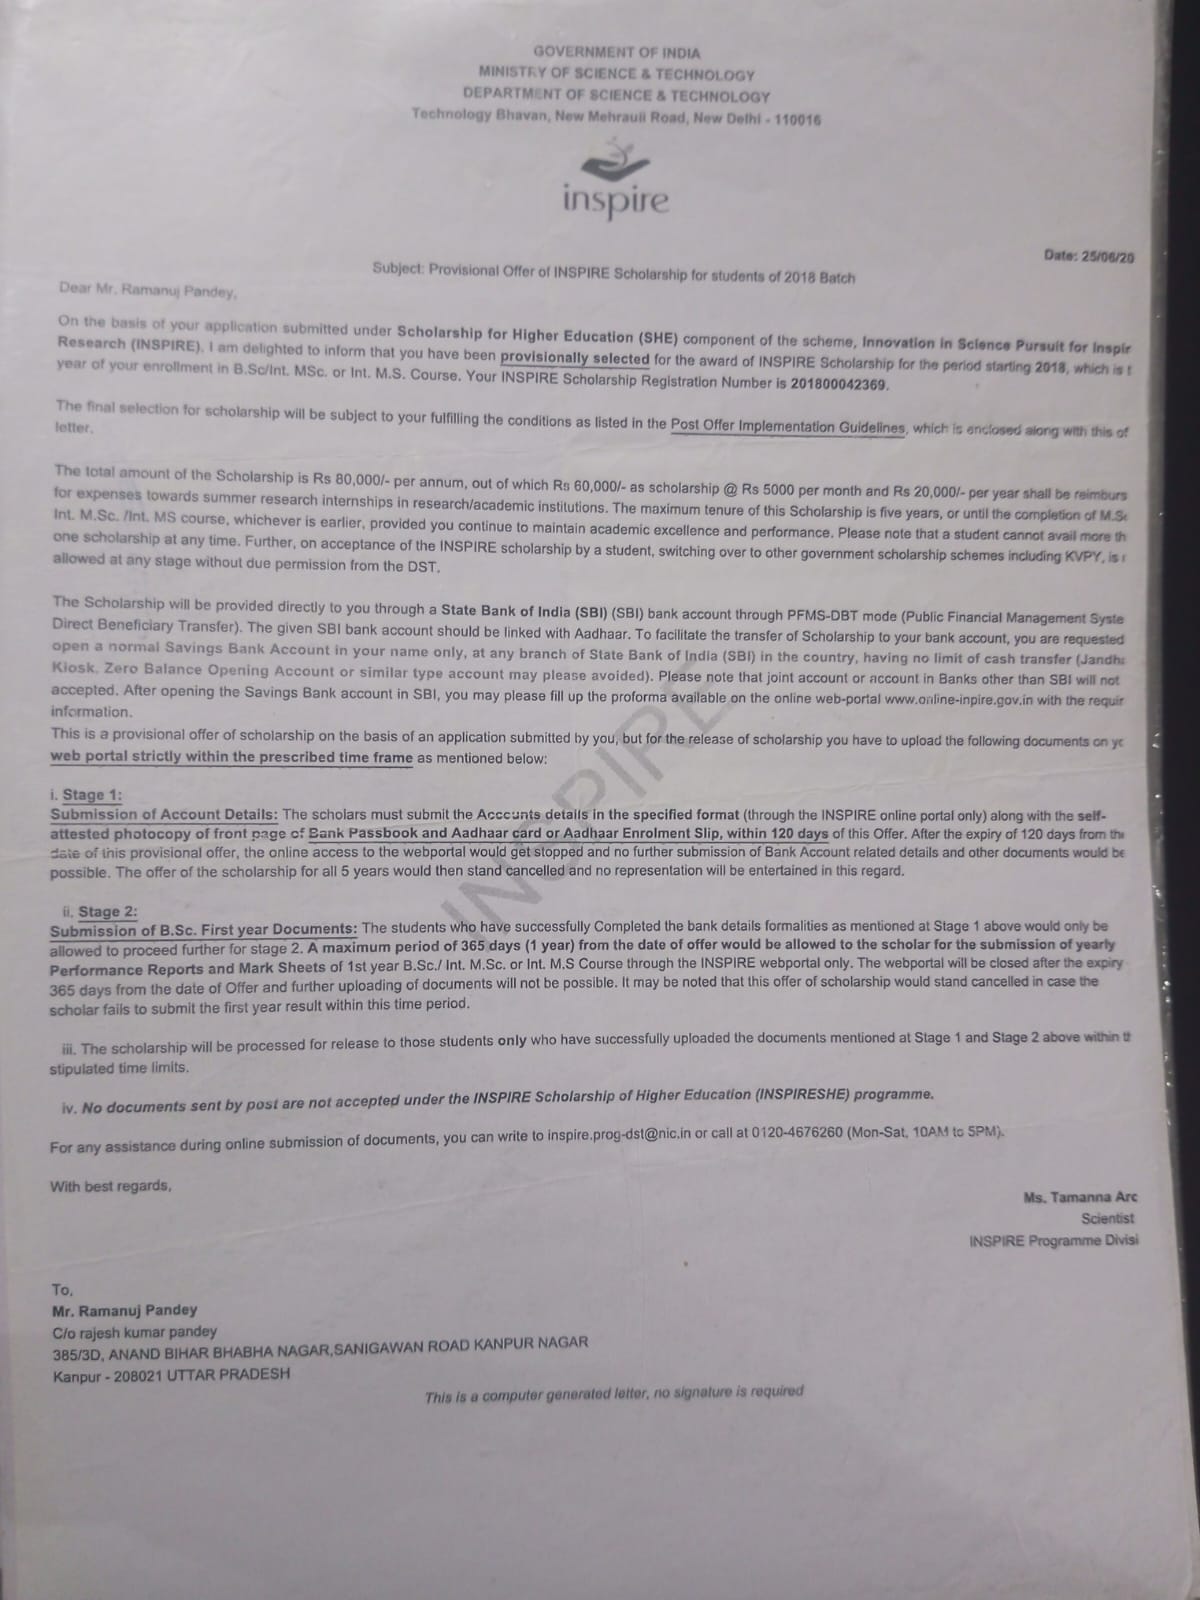 GOVERNMENT OF INDIA
MINISTRY OF SCIENCE & TECHNOLOGY
DEPARTMENT OF SCIENCE & TECHNOLOGY
Technology Bhavan, New Mehrauli Road, New Delhi - 110016
inspire
Date: 25/06/20
Subject: Provisional Offer of INSPIRE Scholarship for students of 2018 Batch
Dear Mr. Ramanuj Pandey,
On the basis of your application submitted under Scholarship for Higher Education (SHE) component of the scheme, Innovation in Science Pursuit for Inspir
Research (INSPIRE), I am delighted to inform that you have been provisionally selected for the award of INSPIRE Scholarship for the period starting 2018, which is t
year of your enrollment in B.Sc/Int. MSc. or Int. M.S. Course. Your INSPIRE Scholarship Registration Number is 201800042369.
The final selection for scholarship will be subject to your fulfilling the conditions as listed in the Post Offer Implementation Guidelines, which is enclosed along with this of
letter.
The total amount of the Scholarship is Rs 80,000/- per annum, out of which Rs 60,000/- as scholarship @ Rs 5000 per month and Rs 20,000/- per year shall be reimburs
for expenses towards summer research internships in research/academic institutions. The maximum tenure of this Scholarship is five years, or until the completion of M.Sc
Int. M.Sc. /Int. MS course, whichever is earlier, provided you continue to maintain academic excellence and performance. Please note that a student cannot avail more th
one scholarship at any time. Further, on acceptance of the INSPIRE scholarship by a student, switching over to other government scholarship schemes including KVPY, is
allowed at any stage without due permission from the DST.
The Scholarship will be provided directly to you through a State Bank of India (SBI) (SBI) bank account through PFMS-DBT mode (Public Financial Management Syste
Direct Beneficiary Transfer). The given SBI bank account should be linked with Aadhaar. To facilitate the transfer of Scholarship to your bank account, you are requested
open a normal Savings Bank Account in your name only, at any branch of State Bank of India (SBI) in the country, having no limit of cash transfer (Jandha
Kiosk, Zero Balance Opening Account or similar type account may please avoided). Please note that joint account or account in Banks other than SBI will not
accepted. After opening the Savings Bank account in SBI, you may please fill up the proforma available on the online web-portal www.online-inpire.gov.in with the requir
information.
This is a provisional offer of scholarship on the basis of an application submitted by you, but for the release of scholarship you have to upload the following documents on yo
web portal strictly within the prescribed time frame as mentioned below:
i. Stage 1:
Submission of Account Details: The scholars must submit the Accounts details in the specified format (through the INSPIRE online portal only) along with the self-
attested photocopy of front page of Bank Passbook and Aadhaar card or Aadhaar Enrolment Slip, within 120 days of this Offer. After the expiry of 120 days from the
date of this provisional offer, the online access to the webportal would get stopped and no further submission of Bank Account related details and other documents would be
possible. The offer of the scholarship for all 5 years would then stand cancelled and no representation will be entertained in this regard.
ii. Stage 2:
Submission of B.Sc. First year Documents: The students who have successfully Completed the bank details formalities as mentioned at Stage 1 above would only be
allowed to proceed further for stage 2. A maximum period of 365 days (1 year) from the date of offer would be allowed to the scholar for the submission of yearly
Performance Reports and Mark Sheets of 1st year B.Sc./ Int. M.Sc. or Int. M.S Course through the INSPIRE webportal only. The webportal will be closed after the expiry
365 days from the date of Offer and further uploading of documents will not be possible. It may be noted that this offer of scholarship would stand cancelled in case the
scholar fails to submit the first year result within this time period.
iii. The scholarship will be processed for release to those students only who have successfully uploaded the documents mentioned at Stage 1 and Stage 2 above within th
stipulated time limits.
iv. No documents sent by post are not accepted under the INSPIRE Scholarship of Higher Education (INSPIRESHE) programme.
For any assistance during online submission of documents, you can write to inspire.prog-dst@nic.in or call at 0120-4676260 (Mon-Sat, 10AM to 5PM).
With best regards,
Ms. Tamanna Arc
Scientist
INSPIRE Programme Divisi
To,
Mr. Ramanuj Pandey
C/o rajesh kumar pandey
385/3D, ANAND BIHAR BHABHA NAGAR,SANIGAWAN ROAD KANPUR NAGAR
Kanpur - 208021 UTTAR PRADESH
This is a computer generated letter, no signature is required
INSPIRE